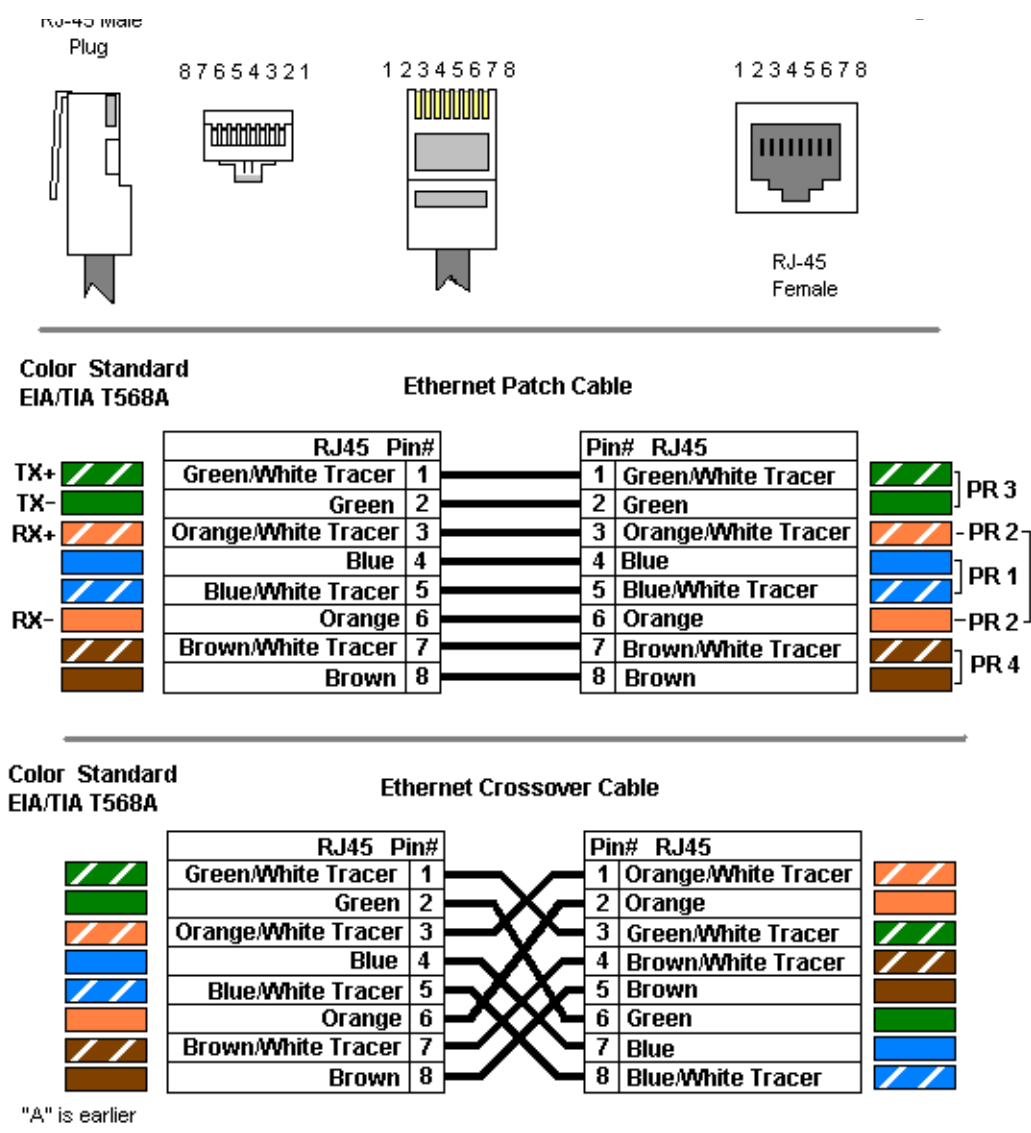 RJ-45 Male
Plug
8 7 6 5 4 3 2 1
1 2 3 4 5 6 7 8
1 2 3 4 5 6 7 8
RJ-45
Female
Color Standard
EIA/TIA T568A
Ethernet Patch Cable
RJ45 Pin#
Pin# RJ45
TX+ Green/White Tracer 1 1 Green/White Tracer
PR 3
TX- Green 2 2 Green
RX+ Orange/White Tracer 3 3 Orange/White Tracer PR 2
Blue 4 4 Blue
PR 1
Blue/White Tracer 5 5 Blue/White Tracer
RX- Orange 6 6 Orange PR 2
Brown/White Tracer 7 7 Brown/White Tracer
PR 4
Brown 8 8 Brown
Color Standard
EIA/TIA T568A
Ethernet Crossover Cable
RJ45 Pin#
Pin# RJ45
Green/White Tracer 1 1 Orange/White Tracer
Green 2 2 Orange
Orange/White Tracer 3 3 Green/White Tracer
Blue 4 4 Brown/White Tracer
Blue/White Tracer 5 5 Brown
Orange 6 6 Green
Brown/White Tracer 7 7 Blue
Brown 8 8 Blue/White Tracer
"A" is earlier